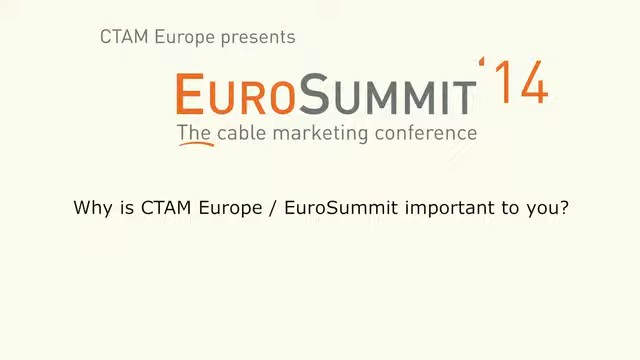 CTAM Europe presents
EUROSUMMIT '14
The cable marketing conference
Why is CTAM Europe / EuroSummit important to you?